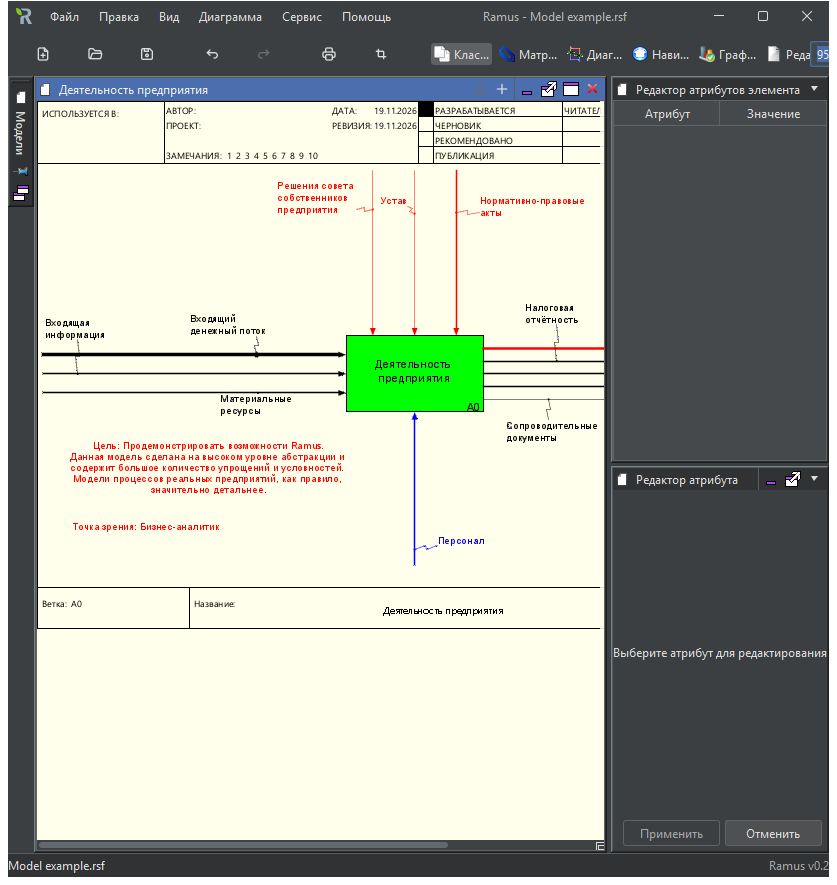 Файл Правка Вид Диаграмма Сервис Помощь Ramus - Model example.rsf
Клас... Матр... Диаг... Нави... Граф... Реда 95
Модели
Деятельность предприятия
ИСПОЛЬЗУЕТСЯ В:
АВТОР: ДАТА: 19.11.2026
ПРОЕКТ: РЕВИЗИЯ: 19.11.2026
ЗАМЕЧАНИЯ: 1 2 3 4 5 6 7 8 9 10
РАЗРАБАТЫВАЕТСЯ
ЧЕРНОВИК
РЕКОМЕНДОВАНО
ПУБЛИКАЦИЯ
ЧИТАТЕЛ
Решения совета
собственников
предприятия
Устав
Нормативно-правовые
акты
Входящая
информация
Входящий
денежный поток
Материальные
ресурсы
Деятельность
предприятия
A0
Налоговая
отчётность
Сопроводительные
документы
Цель: Продемонстрировать возможности Ramus.
Данная модель сделана на высоком уровне абстракции и
содержит большое количество упрощений и условностей.
Модели процессов реальных предприятий, как правило,
значительно детальнее.
Точка зрения: Бизнес-аналитик
Персонал
Ветка: A0
Название:
Деятельность предприятия
Редактор атрибутов элемента
Атрибут Значение
Редактор атрибута
Выберите атрибут для редактирования
Применить Отменить
Model example.rsf
Ramus v0.2